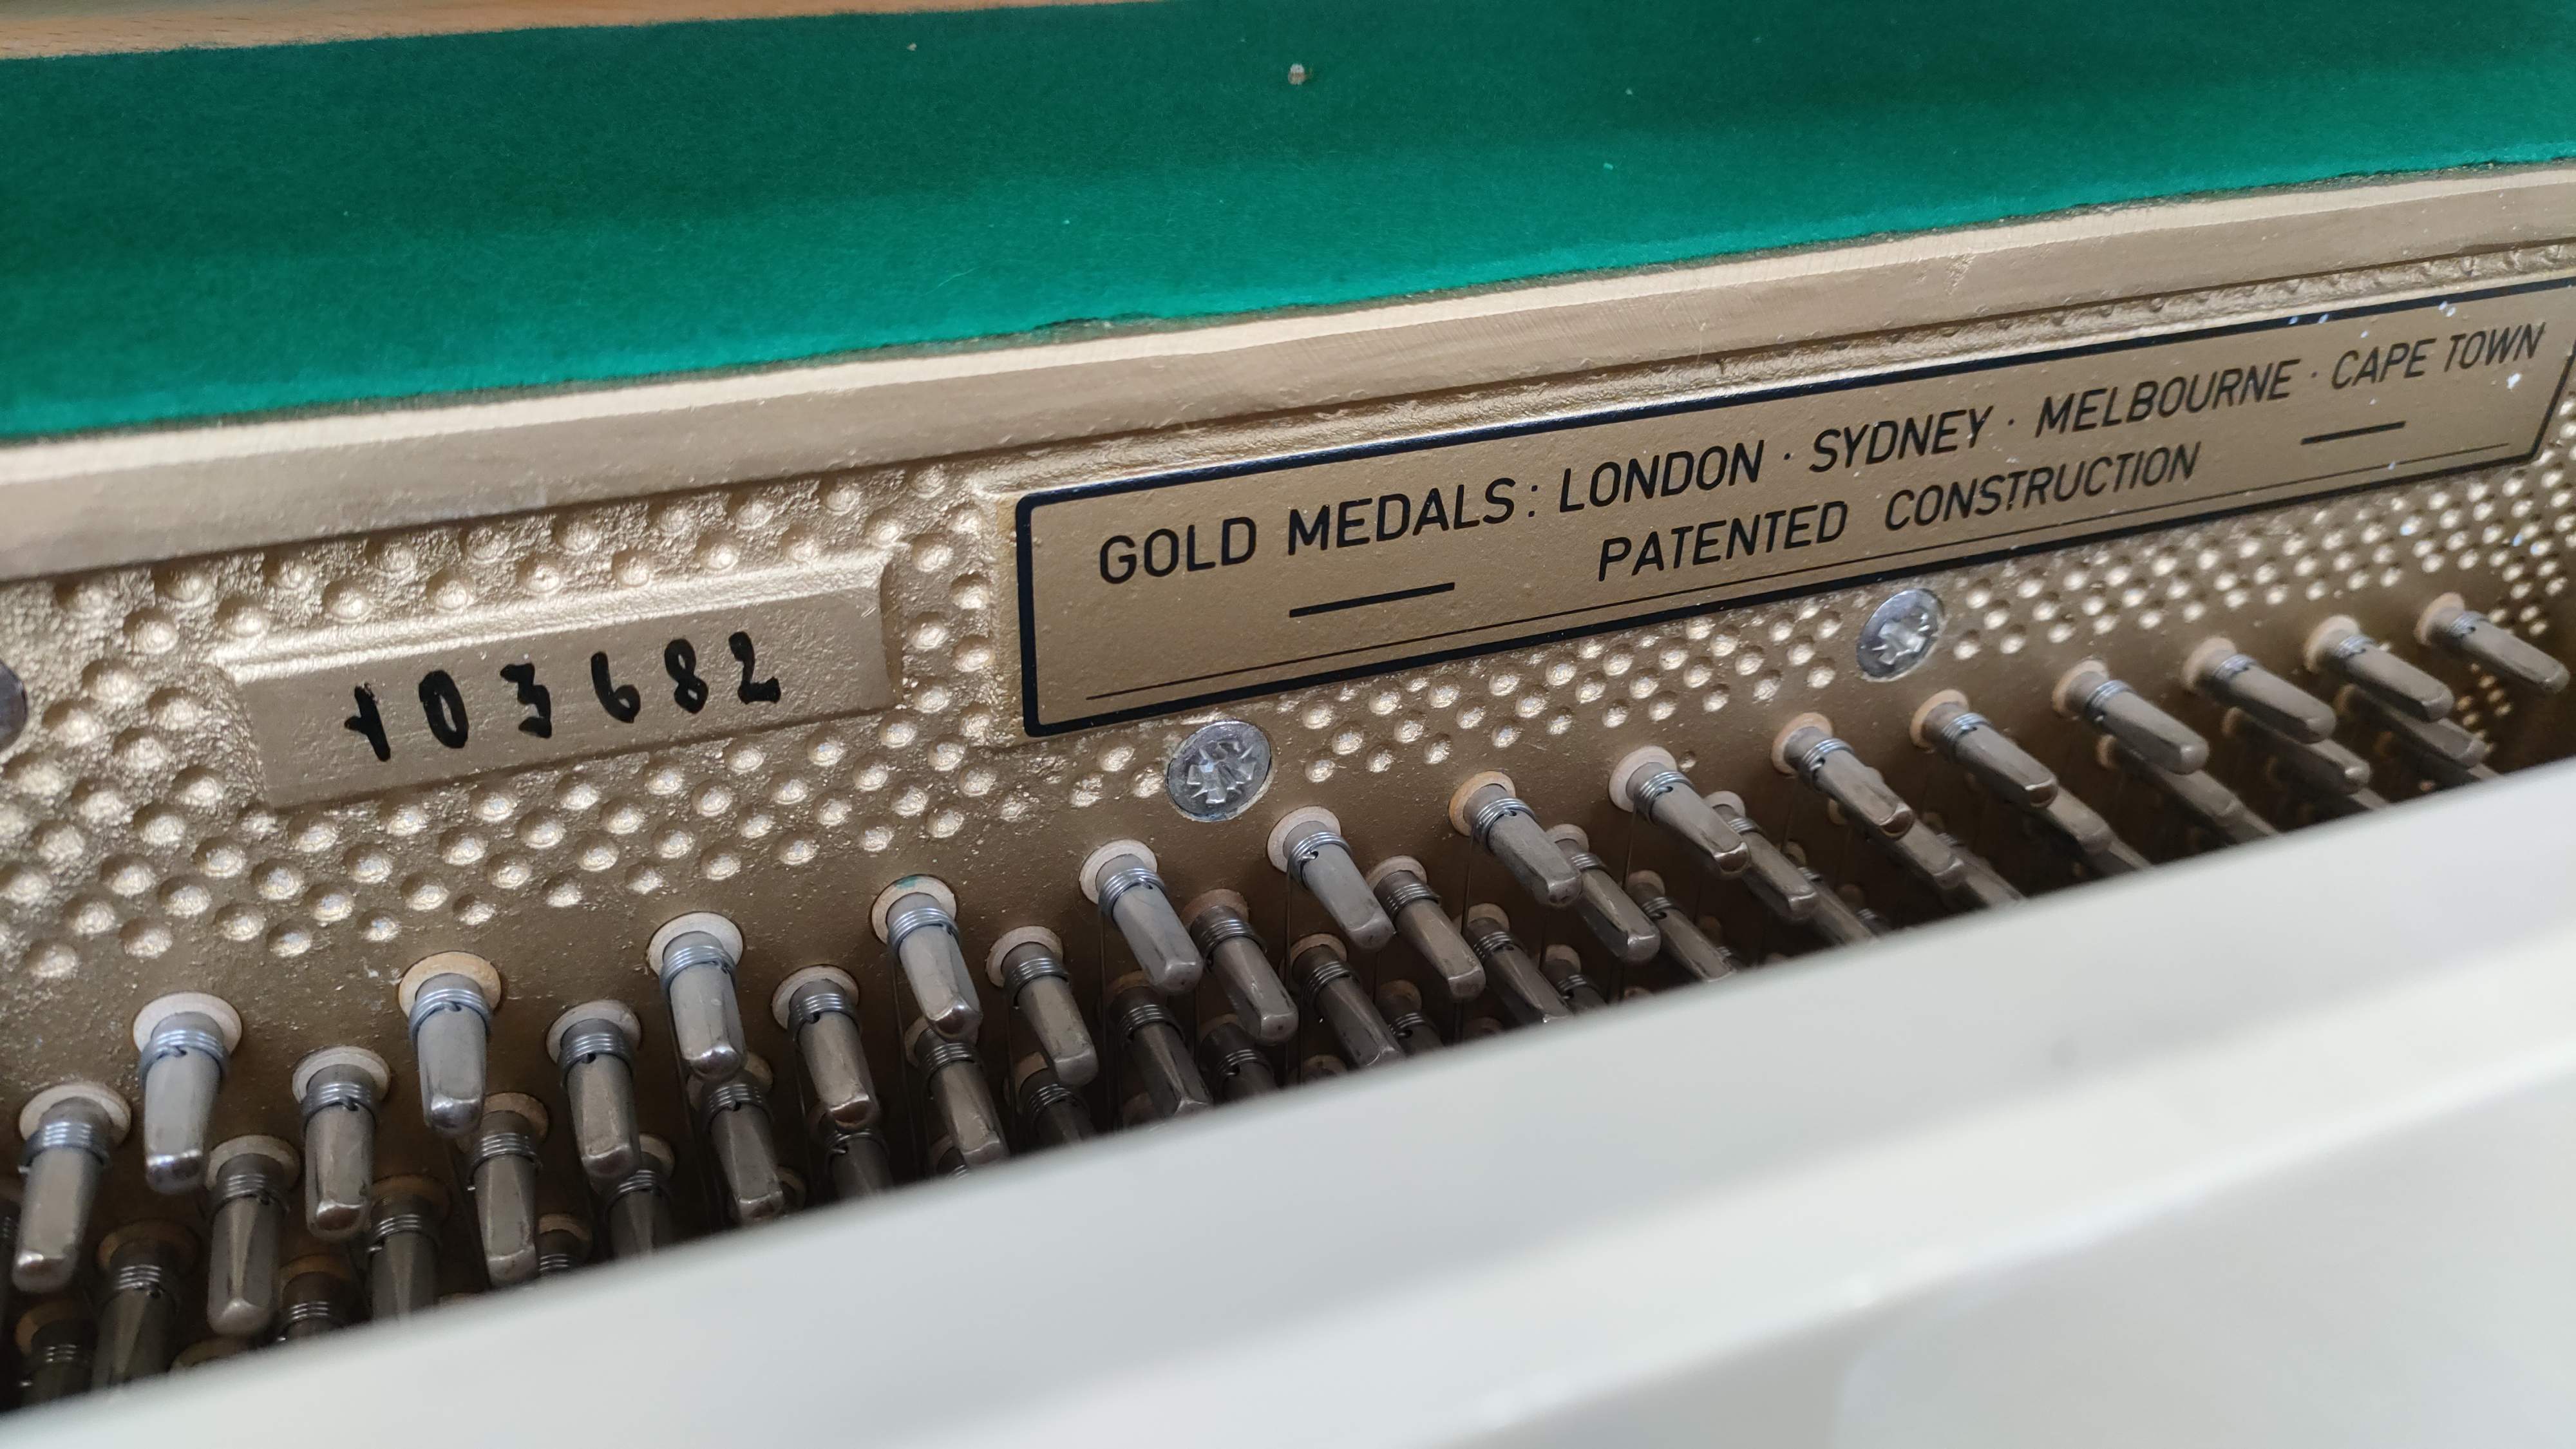 103682
GOLD MEDALS: LONDON · SYDNEY · MELBOURNE · CAPE TOWN
PATENTED CONSTRUCTION